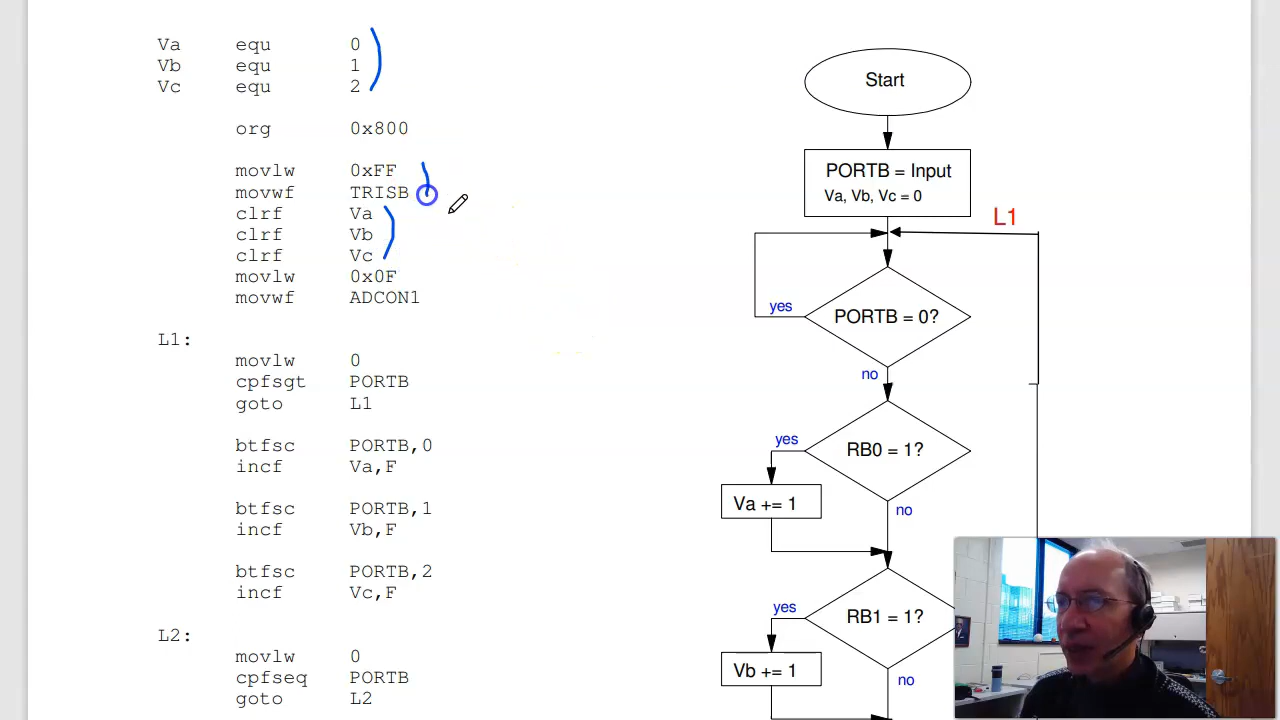 Va equ 0
Vb equ 1
Vc equ 2
org 0x800
movlw 0xFF
movwf TRISB
clrf Va
clrf Vb
clrf Vc
movlw 0x0F
movwf ADCON1
L1:
movlw 0
cpfsgt PORTB
goto L1
btfsc PORTB,0
incf Va,F
btfsc PORTB,1
incf Vb,F
btfsc PORTB,2
incf Vc,F
L2:
movlw 0
cpfseq PORTB
goto L2
Start
PORTB = Input
Va, Vb, Vc = 0
L1
yes
PORTB = 0?
no
yes
RB0 = 1?
Va += 1
no
yes
RB1 = 1?
Vb += 1
no